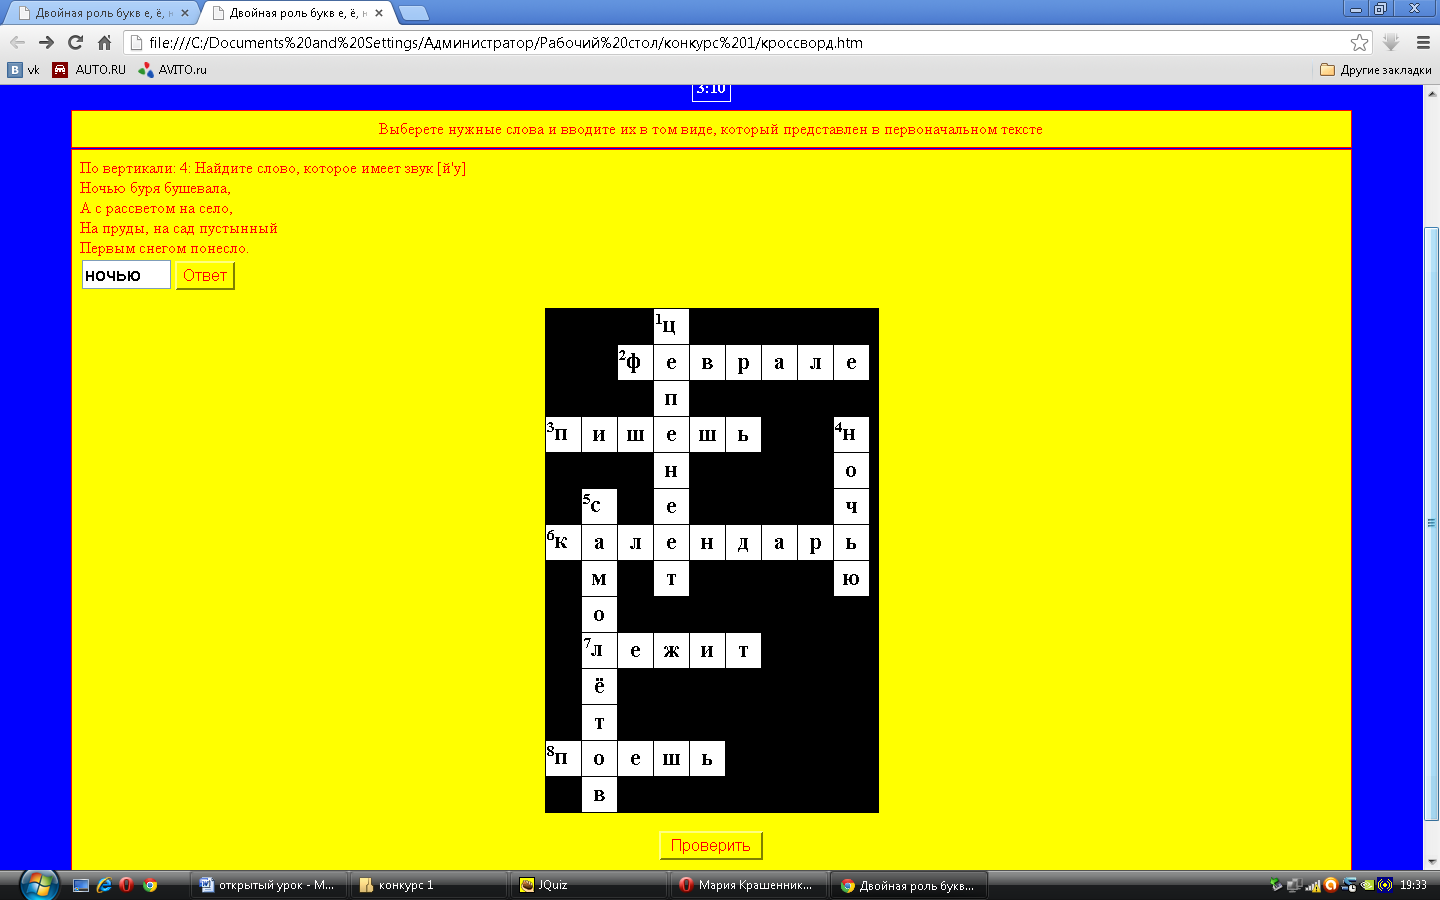 Двойная роль букв е, ё, 
Двойная роль букв е, ё, 
file:///C:/Documents%20and%20Settings/Администратор/Рабочий%20стол/конкурс%201/кроссворд.htm
vk AUTO.RU AVITO.ru Другие закладки
3:10
Выберете нужные слова и вводите их в том виде, который представлен в первоначальном тексте
По вертикали: 4: Найдите слово, которое имеет звук [й'у]
Ночью буря бушевала,
А с рассветом на село,
На пруды, на сад пустынный
Первым снегом понесло.
ночью Ответ
1ц
2ф е в р а л е
п
3п и ш е ш ь 4н
н о
5с е ч
6к а л е н д а р ь
м т ю
о
7л е ж и т
ё
т
8п о е ш ь
в
Проверить
открытый урок - М... конкурс 1 JQuiz Мария Крашенник... Двойная роль букв... 19:33